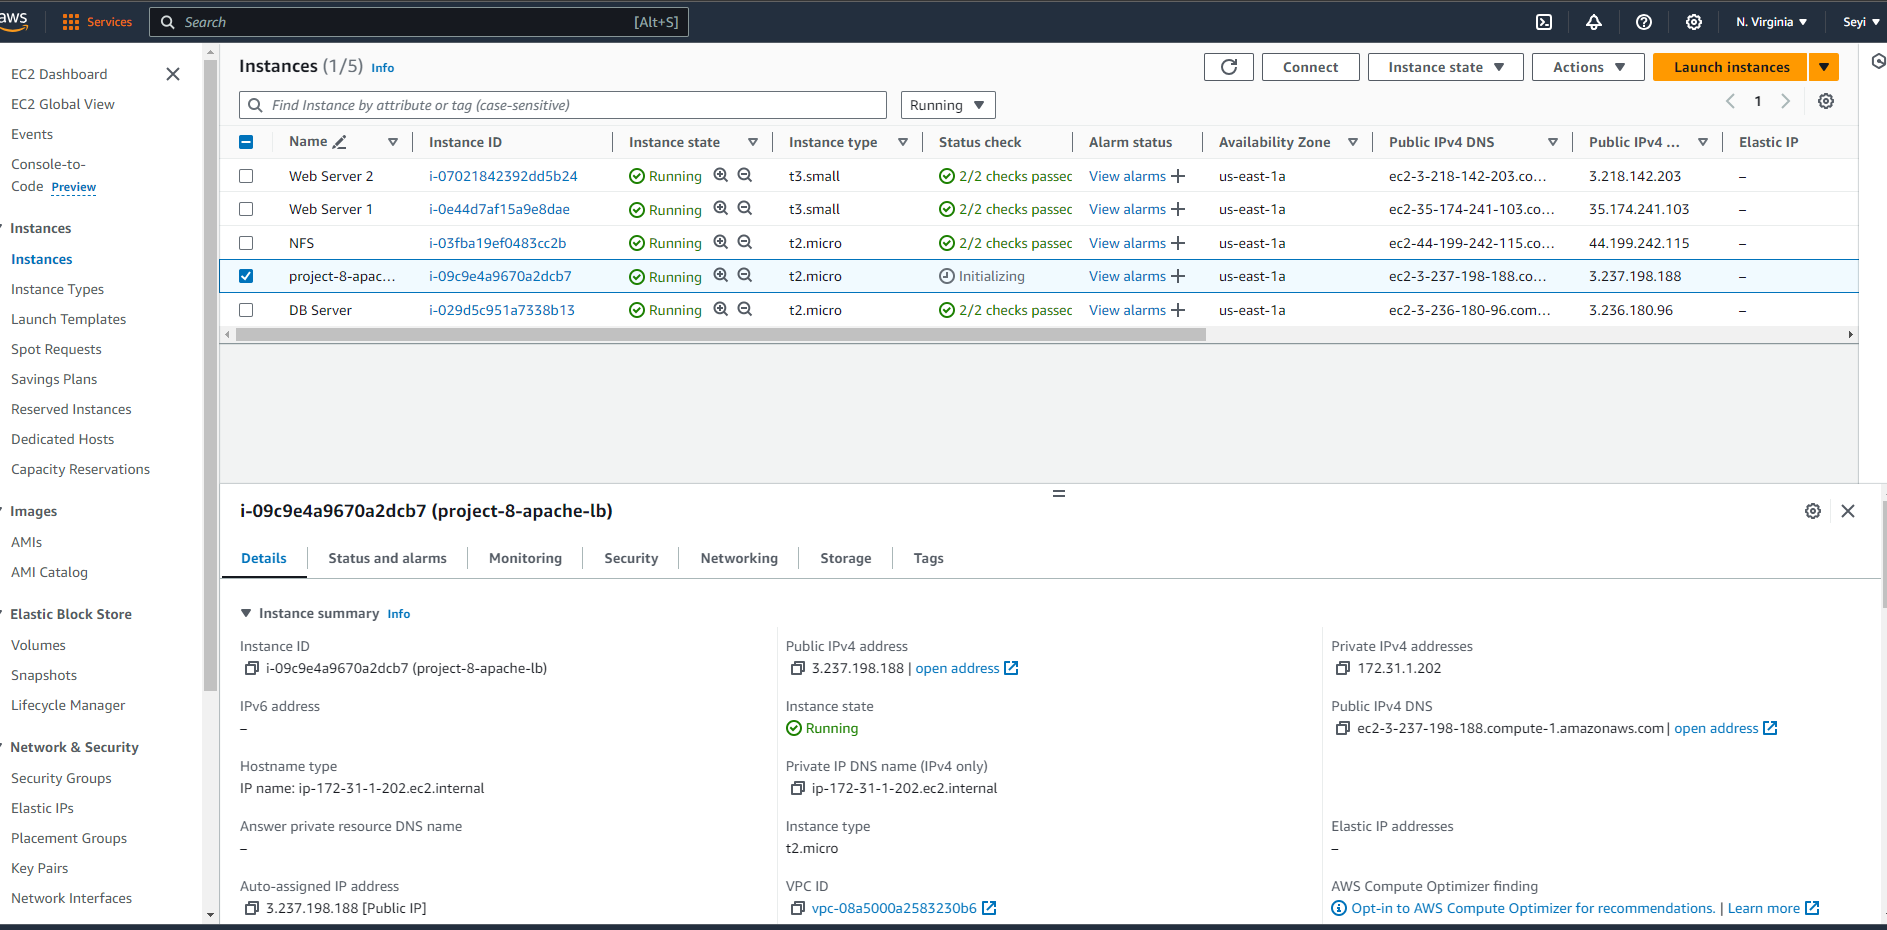 aws
Services
Search
[Alt+S]
N. Virginia
Seyi
EC2 Dashboard
EC2 Global View
Events
Console-to-
Code Preview
Instances
Instances
Instance Types
Launch Templates
Spot Requests
Savings Plans
Reserved Instances
Dedicated Hosts
Capacity Reservations
Images
AMIs
AMI Catalog
Elastic Block Store
Volumes
Snapshots
Lifecycle Manager
Network & Security
Security Groups
Elastic IPs
Placement Groups
Key Pairs
Network Interfaces
Instances (1/5) Info
Connect
Instance state
Actions
Launch instances
Find Instance by attribute or tag (case-sensitive)
Running
1
Name Instance ID Instance state Instance type Status check Alarm status Availability Zone Public IPv4 DNS Public IPv4 ... Elastic IP
Web Server 2 i-07021842392dd5b24 Running t3.small 2/2 checks passed View alarms + us-east-1a ec2-3-218-142-203.co... 3.218.142.203 –
Web Server 1 i-0e44d7af15a9e8dae Running t3.small 2/2 checks passed View alarms + us-east-1a ec2-35-174-241-103.co... 35.174.241.103 –
NFS i-03fba19ef0483cc2b Running t2.micro 2/2 checks passed View alarms + us-east-1a ec2-44-199-242-115.co... 44.199.242.115 –
project-8-apac... i-09c9e4a9670a2dcb7 Running t2.micro Initializing View alarms + us-east-1a ec2-3-237-198-188.co... 3.237.198.188 –
DB Server i-029d5c951a7338b13 Running t2.micro 2/2 checks passed View alarms + us-east-1a ec2-3-236-180-96.com... 3.236.180.96 –
i-09c9e4a9670a2dcb7 (project-8-apache-lb)
Details Status and alarms Monitoring Security Networking Storage Tags
Instance summary Info
Instance ID
i-09c9e4a9670a2dcb7 (project-8-apache-lb)
Public IPv4 address
3.237.198.188 | open address
Private IPv4 addresses
172.31.1.202
IPv6 address
–
Instance state
Running
Public IPv4 DNS
ec2-3-237-198-188.compute-1.amazonaws.com | open address
Hostname type
IP name: ip-172-31-1-202.ec2.internal
Private IP DNS name (IPv4 only)
ip-172-31-1-202.ec2.internal
Answer private resource DNS name
–
Instance type
t2.micro
Elastic IP addresses
–
Auto-assigned IP address
3.237.198.188 [Public IP]
VPC ID
vpc-08a5000a2583230b6
AWS Compute Optimizer finding
Opt-in to AWS Compute Optimizer for recommendations. | Learn more